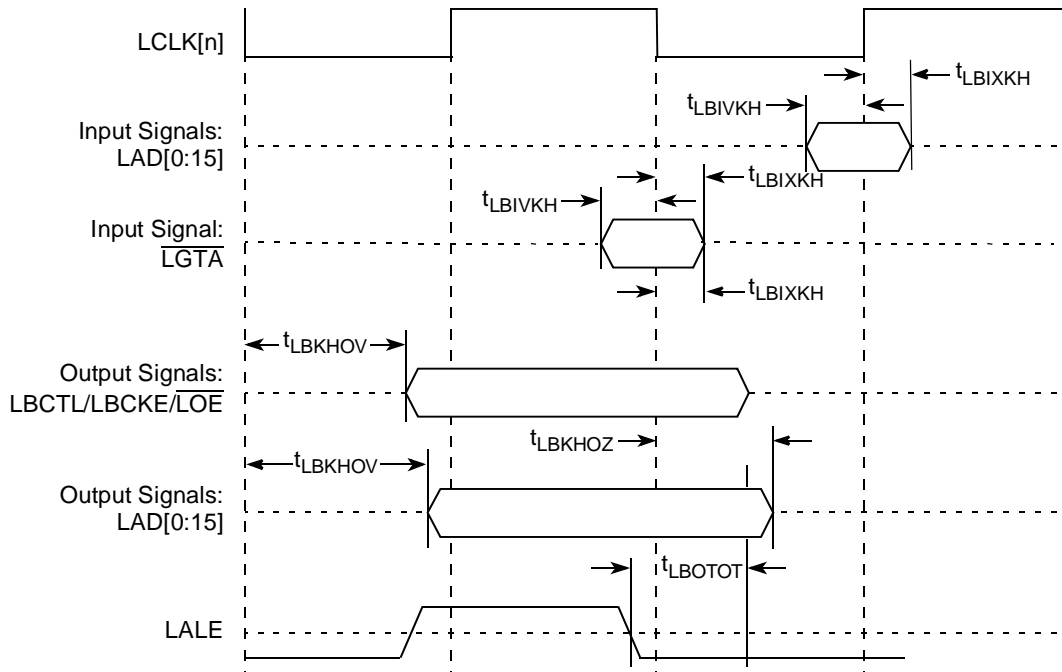 LCLK[n]
tLBIXKH
tLBIVKH
Input Signals:
LAD[0:15]
tLBIXKH
tLBIVKH
Input Signal:
LGTA
tLBIXKH
tLBKHOV
Output Signals:
LBCTL/LBCKE/LOE
tLBKHOZ
tLBKHOV
Output Signals:
LAD[0:15]
tLBOTOT
LALE